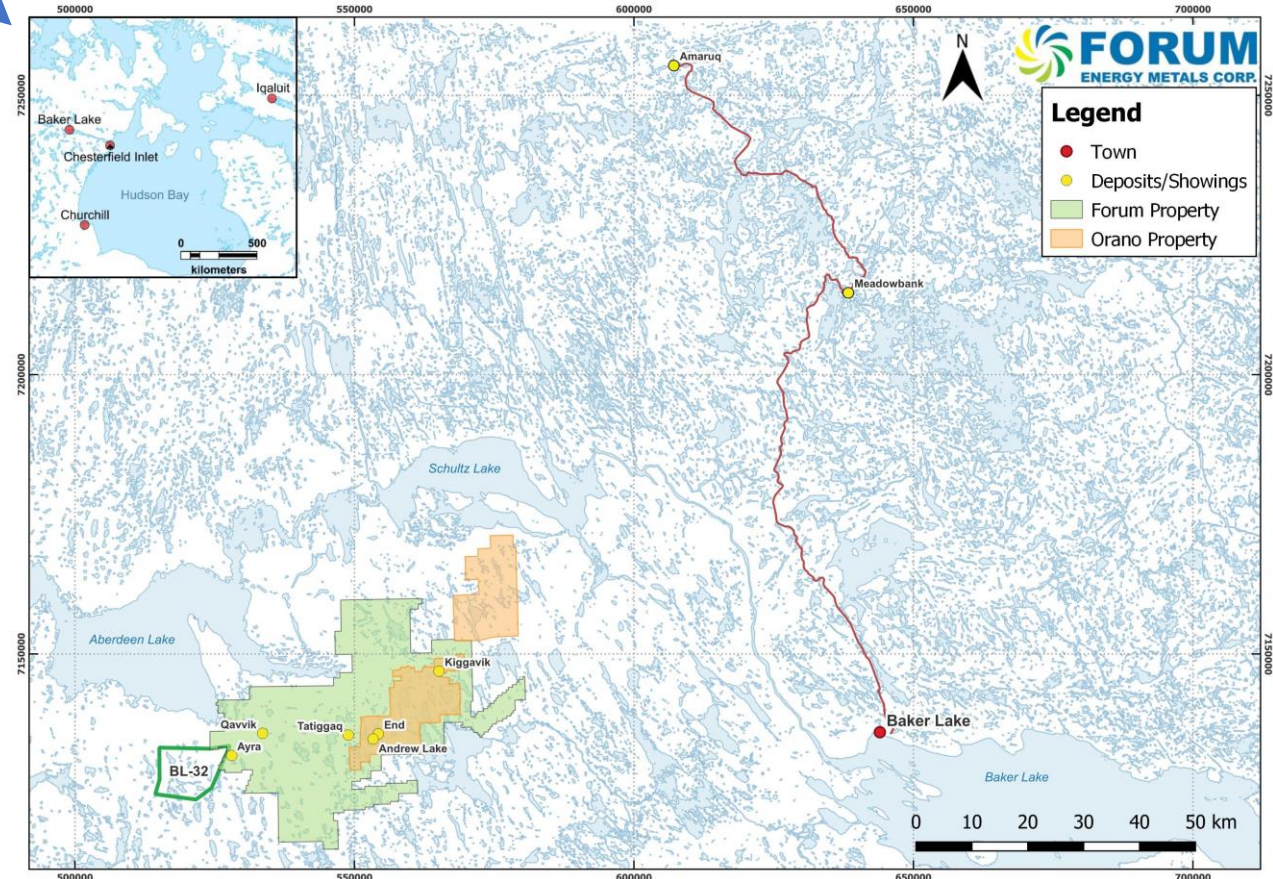 500000
550000
600000
650000
700000
FORUM
ENERGY METALS CORP.
N
Legend
Town
Deposits/Showings
Forum Property
Orano Property
Iqaluit
Baker Lake
Chesterfield Inlet
Hudson Bay
Churchill
0 500
kilometers
Amaruq
Meadowbank
7250000
7250000
7200000
7200000
Schultz Lake
Aberdeen Lake
7150000
7150000
Kiggavik
Qavvik
Tatiggaq
End
Andrew Lake
Ayra
BL-32
Baker Lake
Baker Lake
0 10 20 30 40 50 km
500000
550000
600000
650000
700000